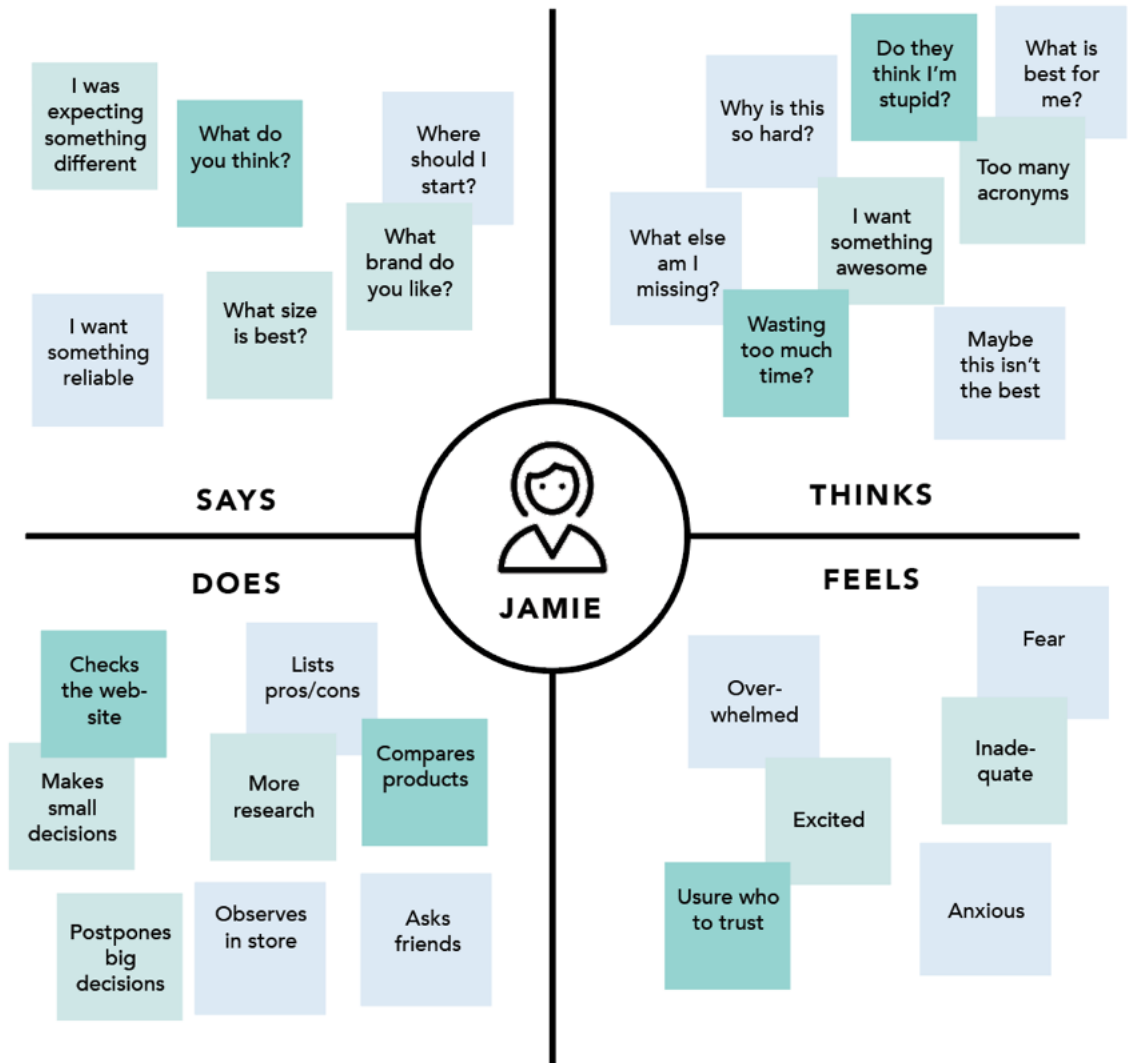 I was
expecting
something
different
What do
you think?
Where
should I
start?
What
brand do
you like?
What size
is best?
I want
something
reliable
SAYS
Do they
think I'm
stupid?
What is
best for
me?
Why is this
so hard?
Too many
acronyms
I want
something
awesome
What else
am I
missing?
Wasting
too much
time?
Maybe
this isn't
the best
THINKS
JAMIE
DOES
Checks
the web-
site
Lists
pros/cons
Compares
products
Makes
small
decisions
More
research
Postpones
big
decisions
Observes
in store
Asks
friends
FEELS
Fear
Over-
whelmed
Inade-
quate
Excited
Usure who
to trust
Anxious